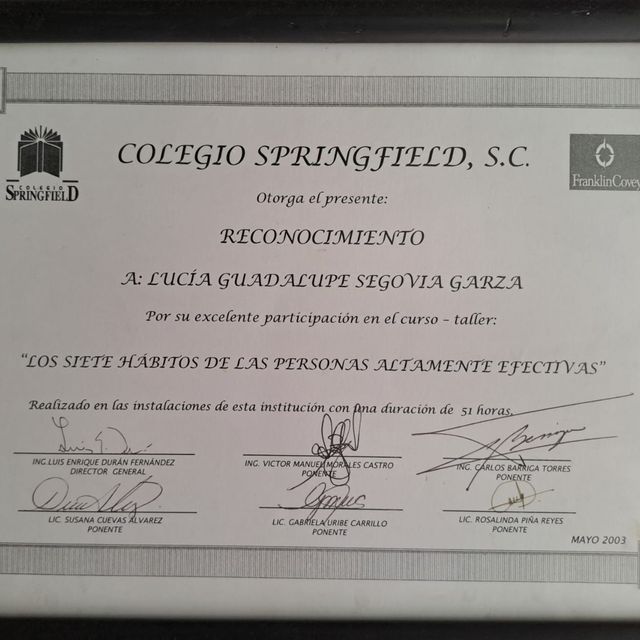 COLEGIO SPRINGFIELD, S.C.
COLEGIO
SPRINGFIELD
FranklinCovey
Otorga el presente:
RECONOCIMIENTO
A: LUCÍA GUADALUPE SEGOVIA GARZA
Por su excelente participación en el curso – taller:
“LOS SIETE HÁBITOS DE LAS PERSONAS ALTAMENTE EFECTIVAS”
Realizado en las instalaciones de esta institución con una duración de 51 horas.
ING.LUIS ENRIQUE DURÁN FERNÁNDEZ
DIRECTOR GENERAL
ING. VICTOR MANUEL MORALES CASTRO
PONENTE
ING. CARLOS BARRIGA TORRES
PONENTE
LIC. SUSANA CUEVAS ALVAREZ
PONENTE
LIC. GABRIELA URIBE CARRILLO
PONENTE
LIC. ROSALINDA PIÑA REYES
PONENTE
MAYO 2003